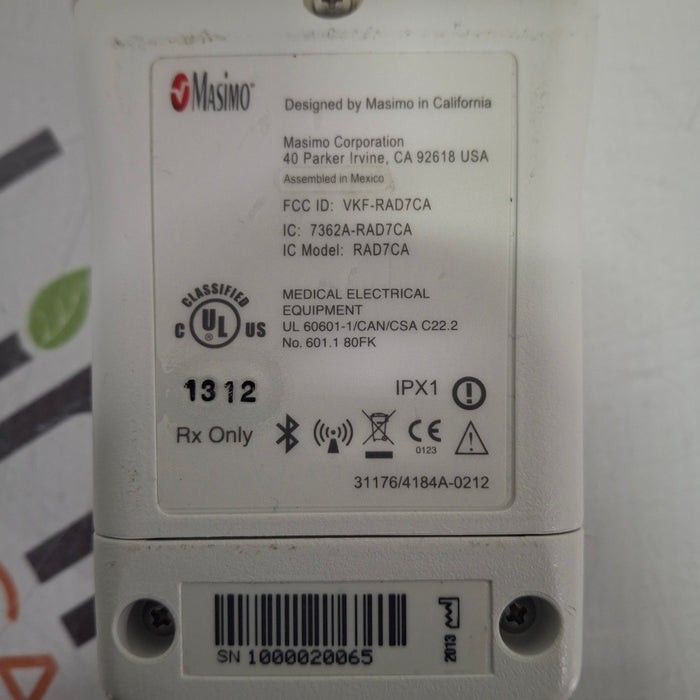 MASIMO™
Designed by Masimo in California
Masimo Corporation
40 Parker Irvine, CA 92618 USA
Assembled in Mexico
FCC ID: VKF-RAD7CA
IC: 7362A-RAD7CA
IC Model: RAD7CA
CLASSIFIED
C UL® US
MEDICAL ELECTRICAL
EQUIPMENT
UL 60601-1/CAN/CSA C22.2
No. 601.1 80FK
1312
IPX1
Rx Only
CE
0123
31176/4184A-0212
SN 1000020065
2013